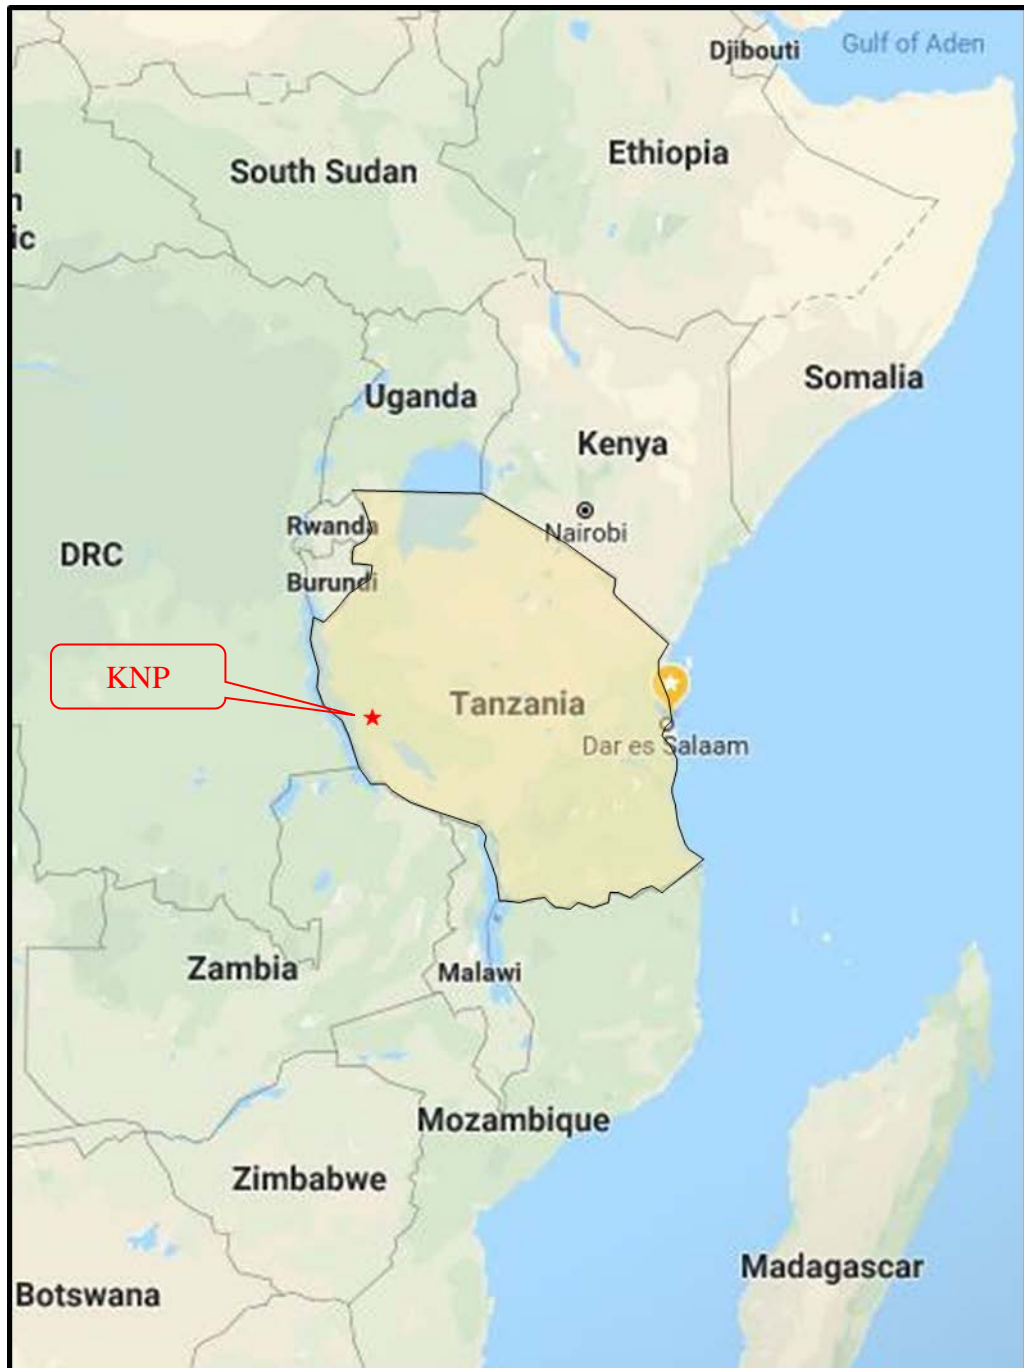 Djibouti
Gulf of Aden
Ethiopia
South Sudan
l
n
ic
Somalia
Uganda
Kenya
Nairobi
Rwanda
DRC
Burundi
KNP
Tanzania
Dar es Salaam
Zambia
Malawi
Mozambique
Zimbabwe
Madagascar
Botswana